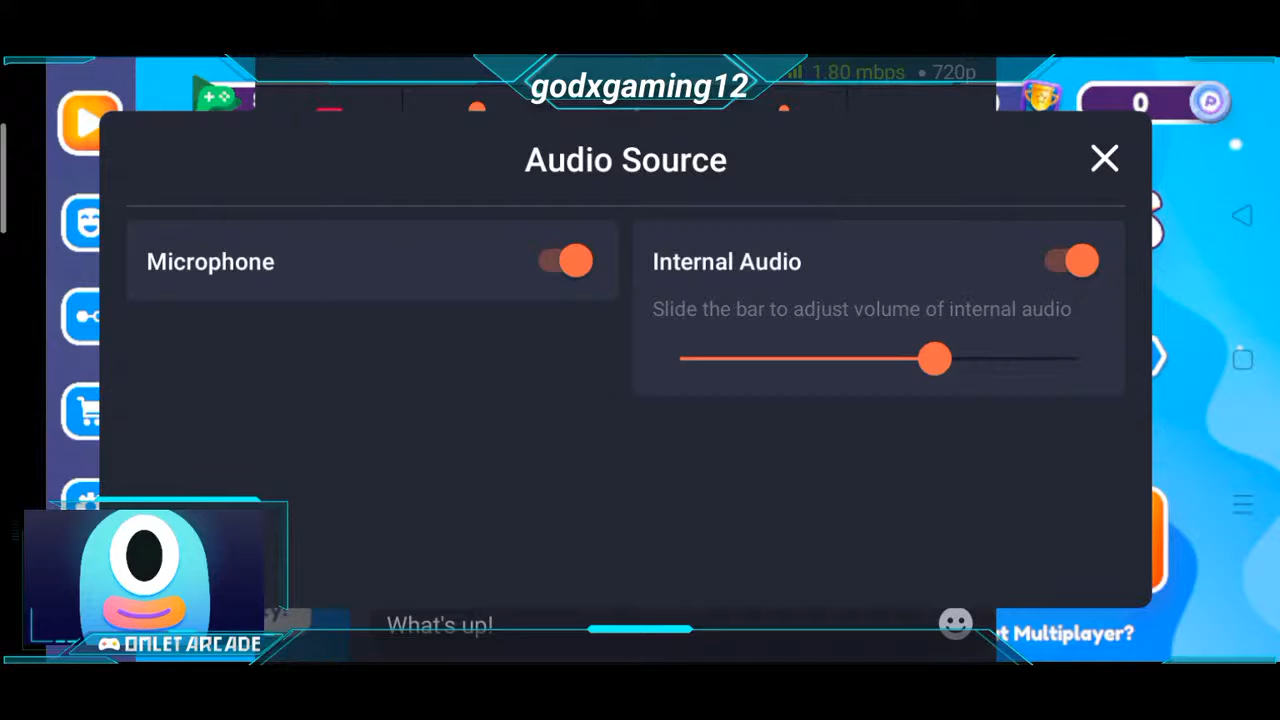 godxgaming12
1.80 mbps • 720p
0
Audio Source
Microphone
Internal Audio
Slide the bar to adjust volume of internal audio
What's up!
t Multiplayer?
OMLET ARCADE